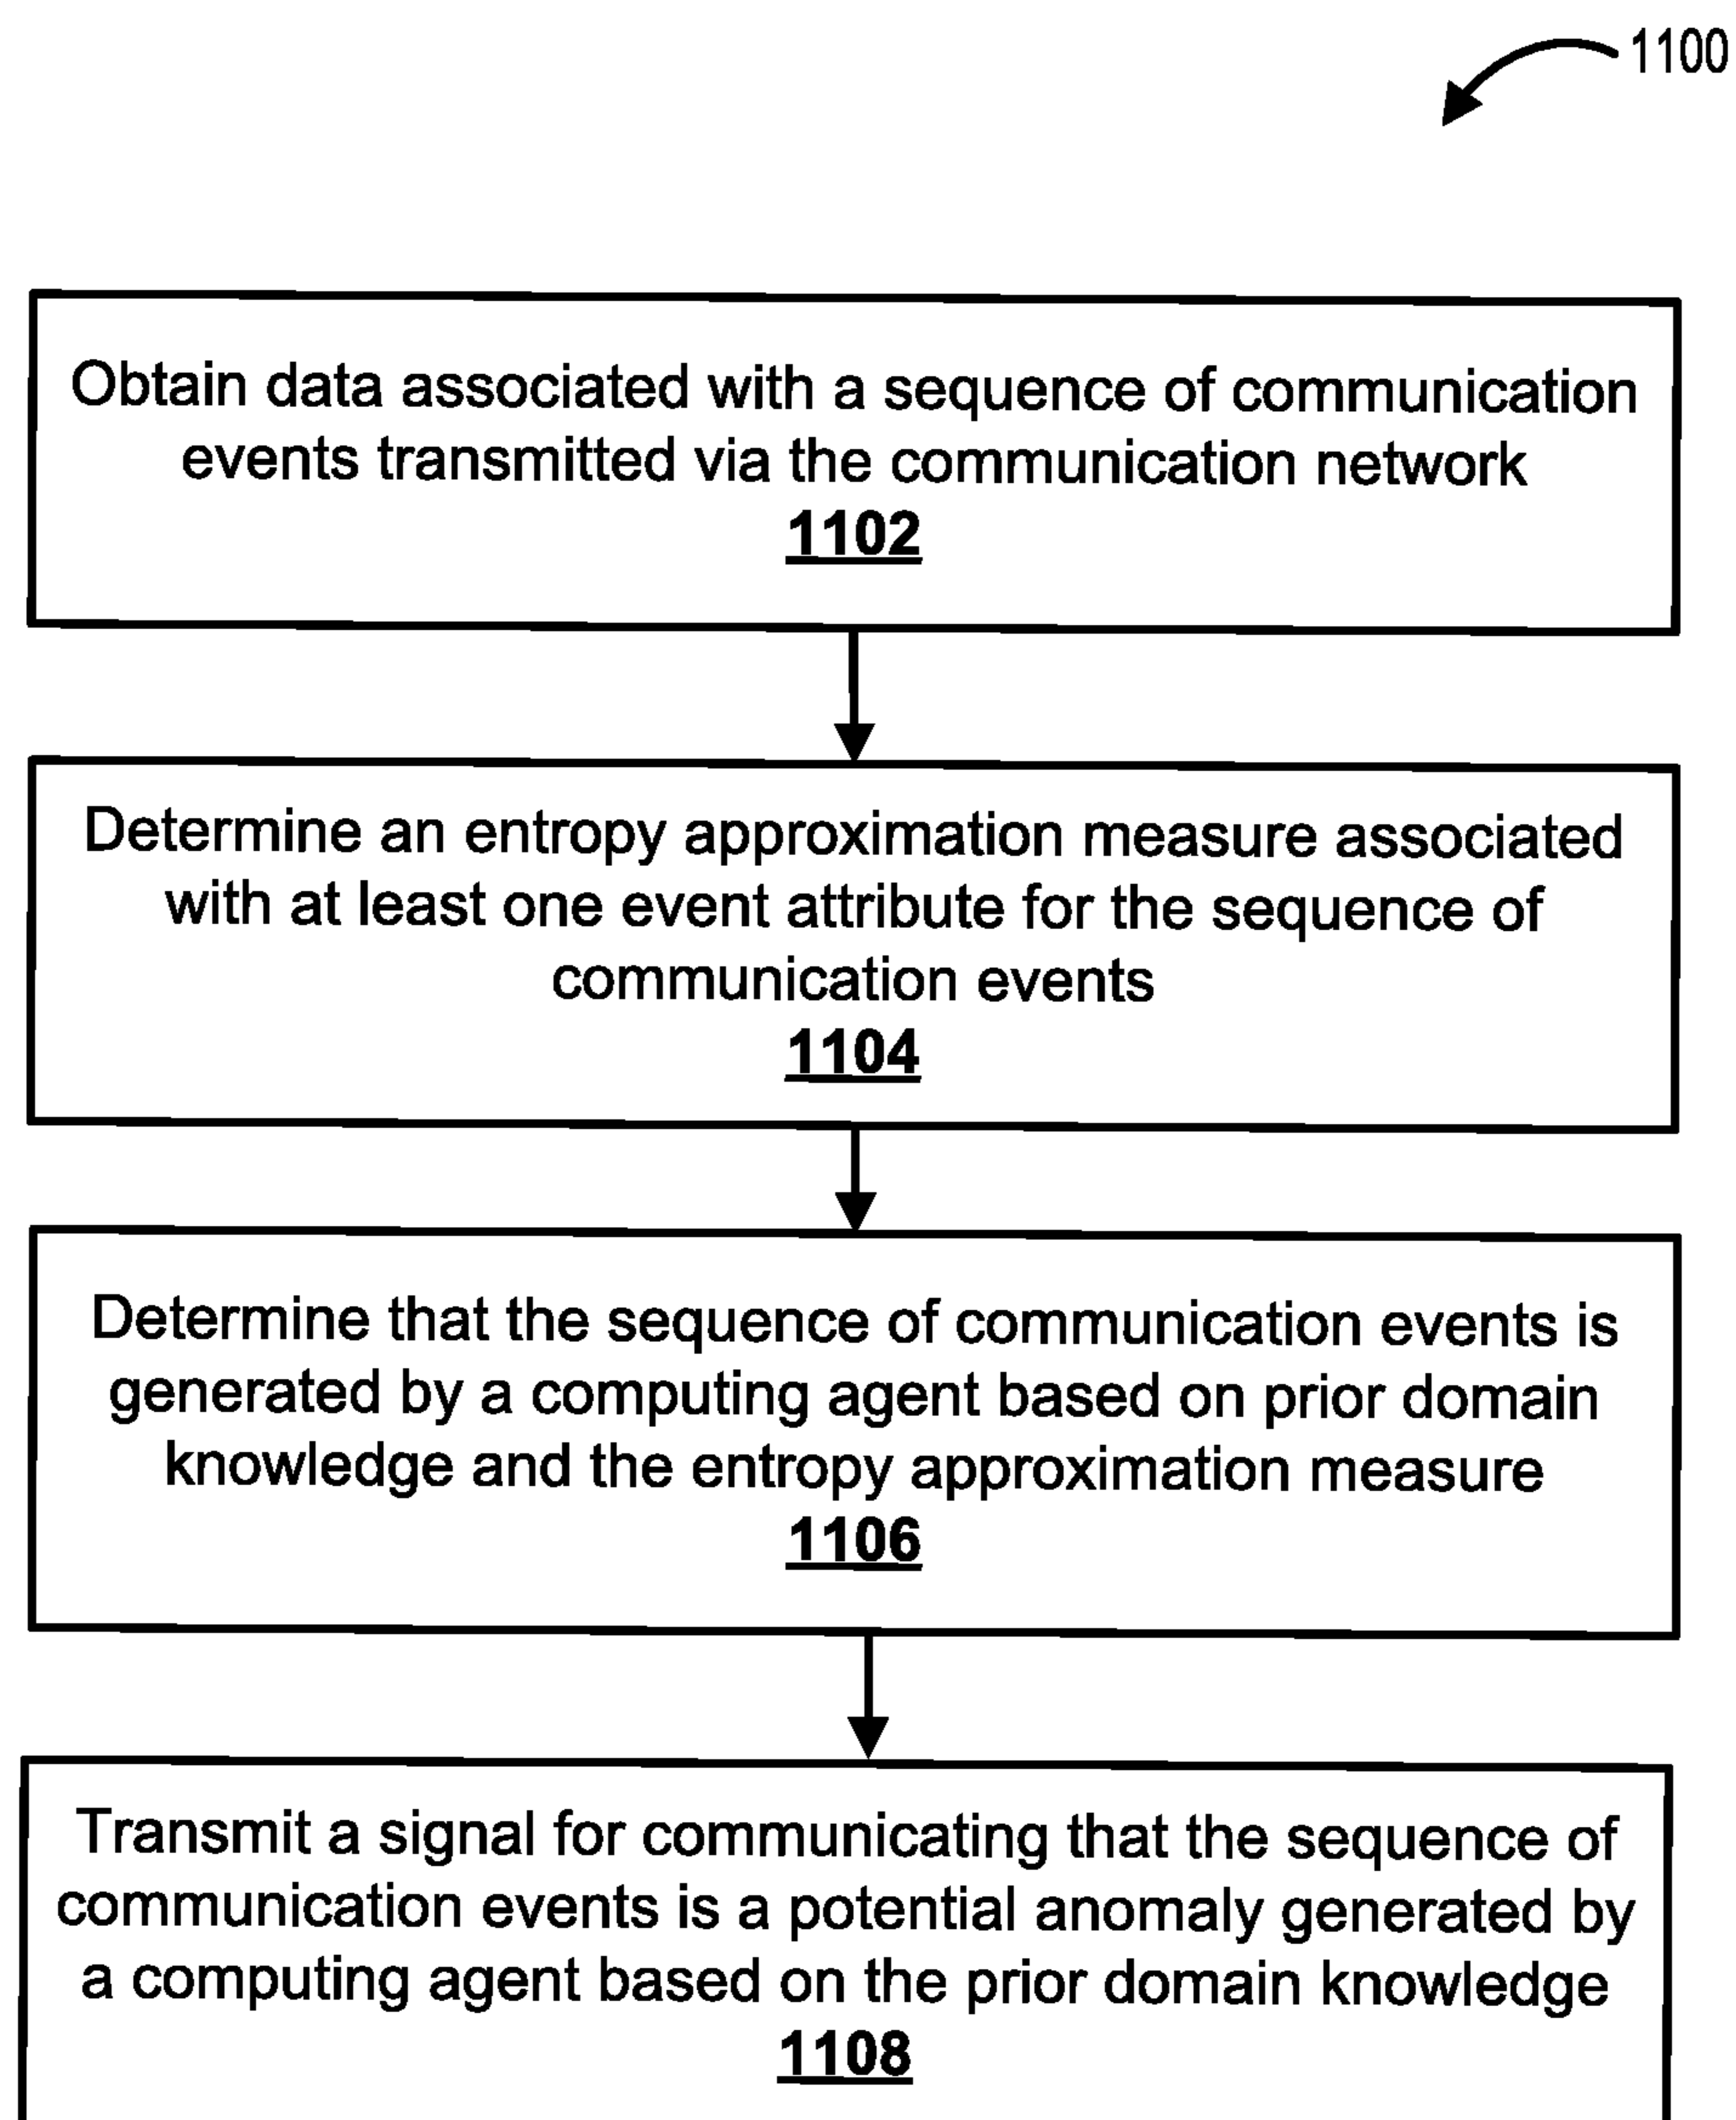 1100
Obtain data associated with a sequence of communication
events transmitted via the communication network
1102
Determine an entropy approximation measure associated
with at least one event attribute for the sequence of
communication events
1104
Determine that the sequence of communication events is
generated by a computing agent based on prior domain
knowledge and the entropy approximation measure
1106
Transmit a signal for communicating that the sequence of
communication events is a potential anomaly generated by
a computing agent based on the prior domain knowledge
1108